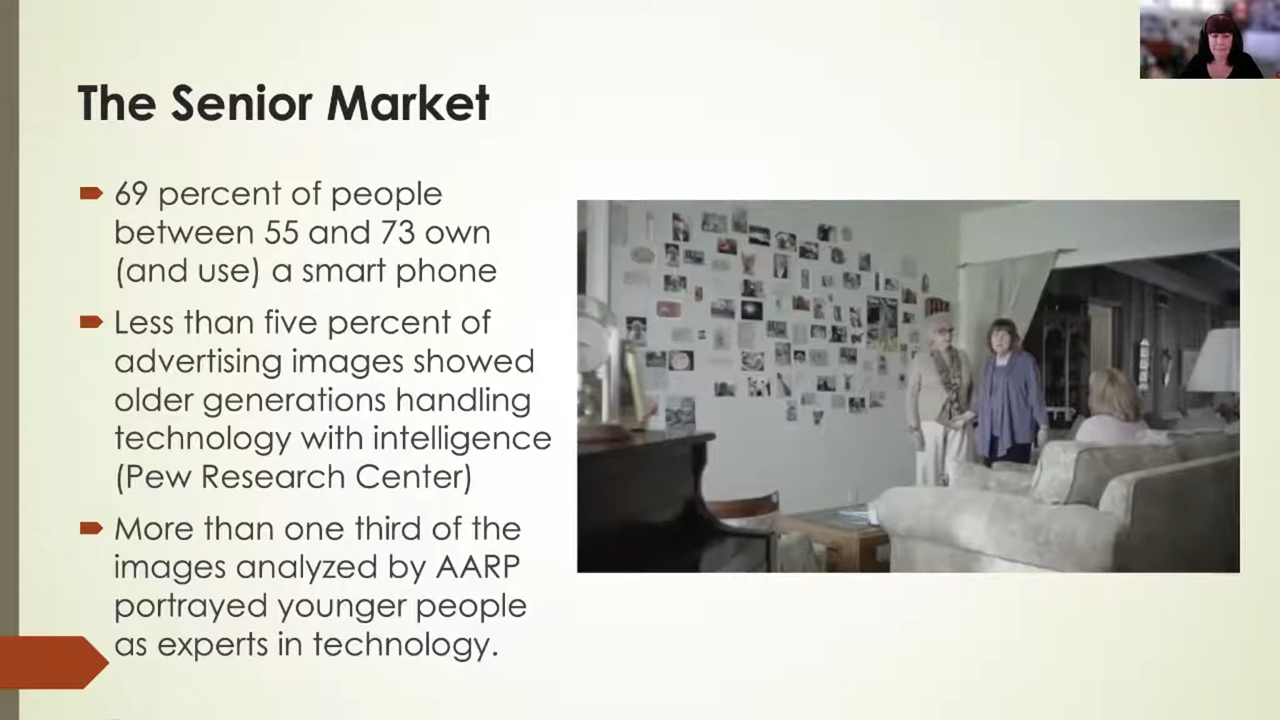 The Senior Market
69 percent of people
between 55 and 73 own
(and use) a smart phone
Less than five percent of
advertising images showed
older generations handling
technology with intelligence
(Pew Research Center)
More than one third of the
images analyzed by AARP
portrayed younger people
as experts in technology.